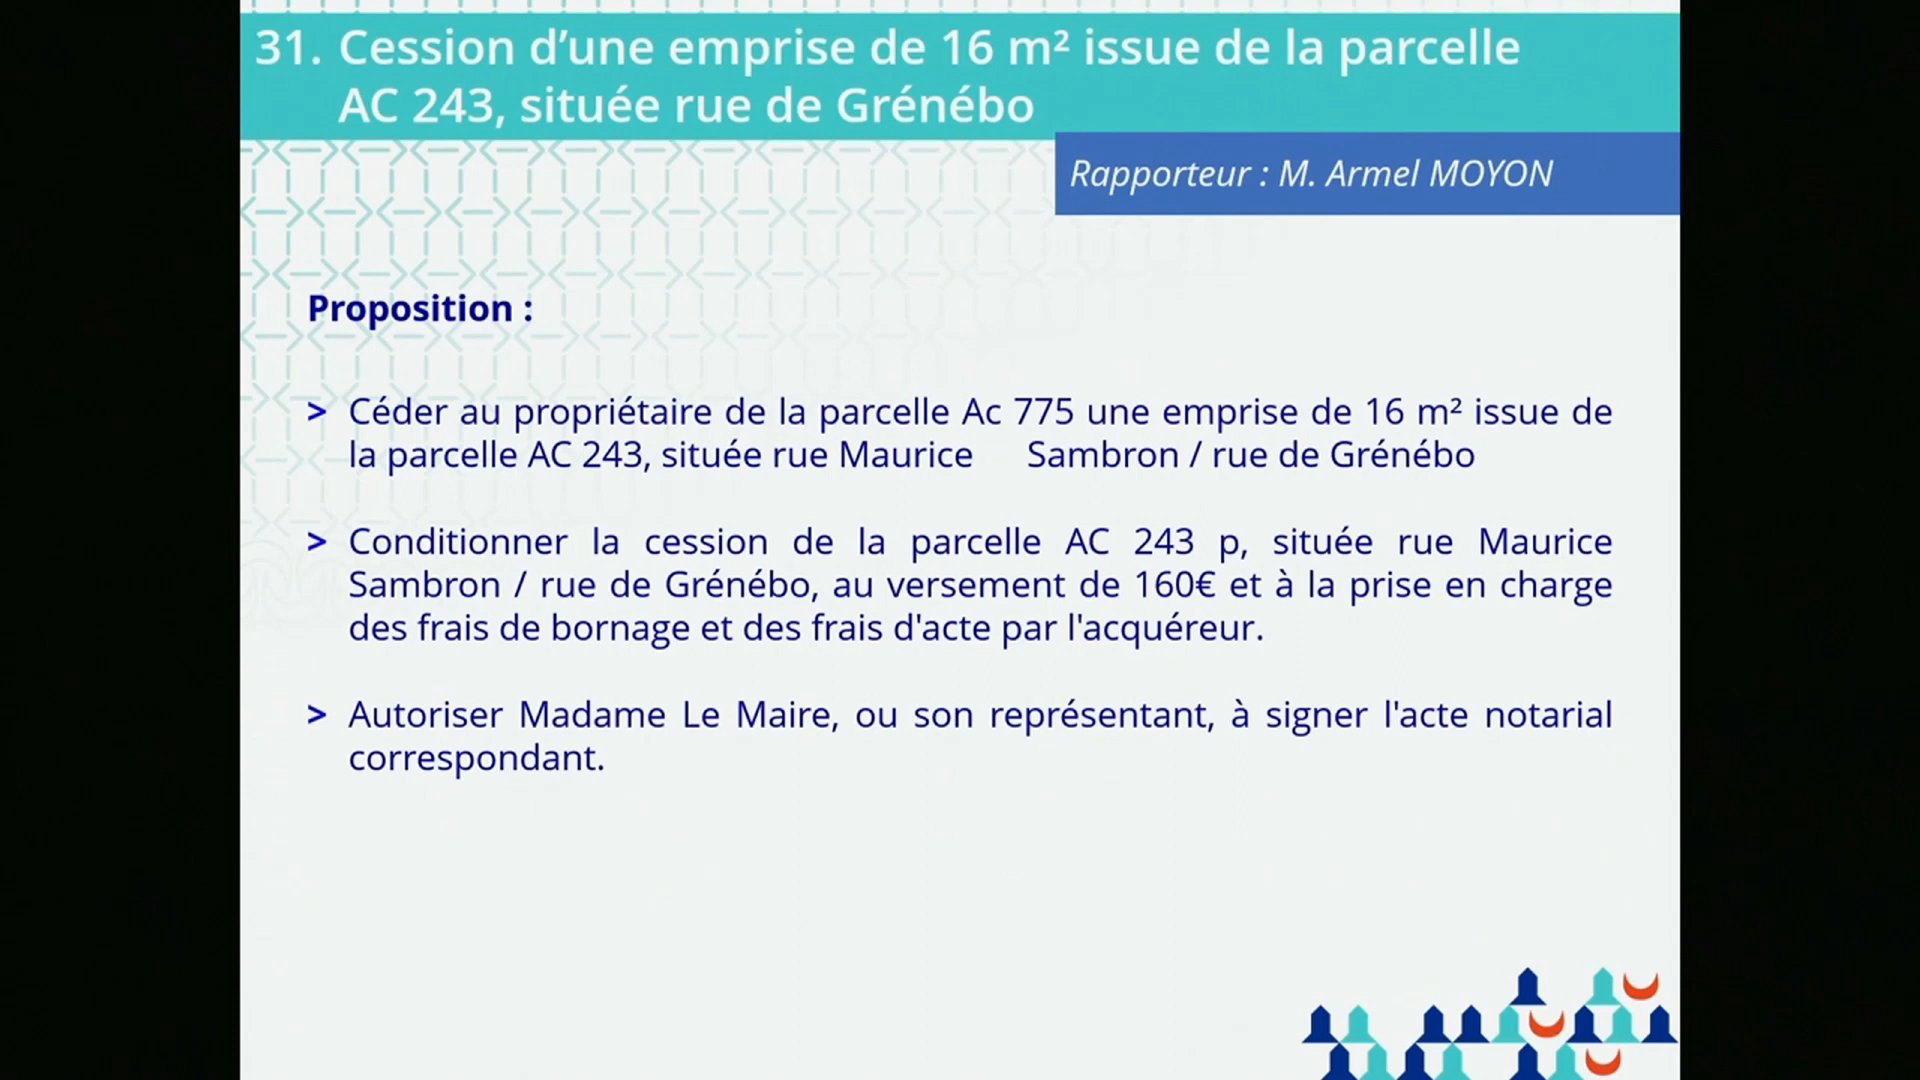 31. Cession d’une emprise de 16 m² issue de la parcelle
AC 243, située rue de Grénébo
Rapporteur : M. Armel MOYON
Proposition :
> Céder au propriétaire de la parcelle Ac 775 une emprise de 16 m² issue de
la parcelle AC 243, située rue Maurice Sambron / rue de Grénébo
> Conditionner la cession de la parcelle AC 243 p, située rue Maurice
Sambron / rue de Grénébo, au versement de 160€ et à la prise en charge
des frais de bornage et des frais d'acte par l'acquéreur.
> Autoriser Madame Le Maire, ou son représentant, à signer l'acte notarial
correspondant.